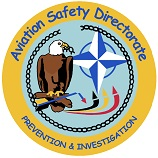 Aviation Safety Directorate
PREVENTION & INVESTIGATION